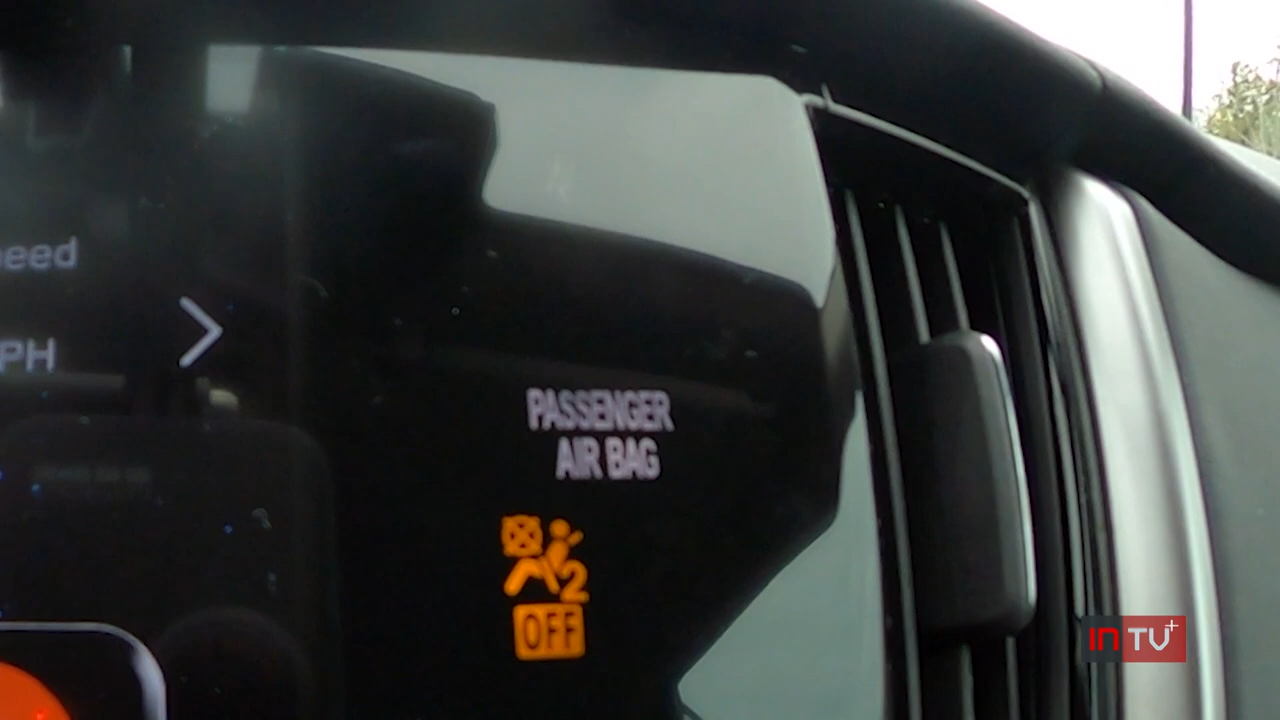 eed
PH
PASSENGER
AIR BAG
2
OFF
INTV+